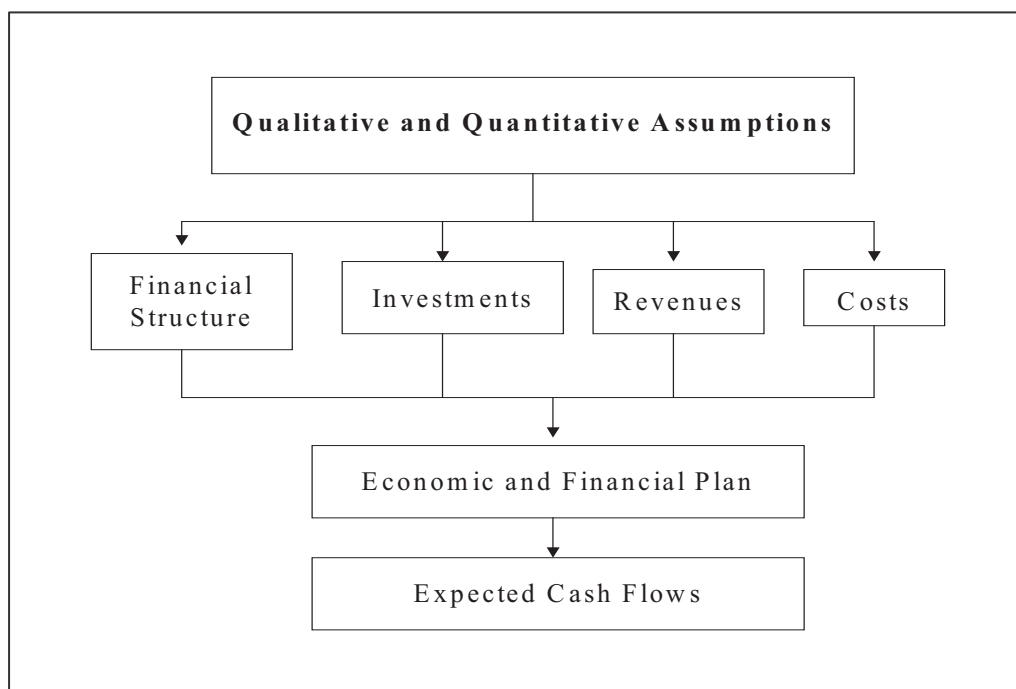 Qualitative and Quantitative Assumptions
Financial
Structure
Investments
Revenues
Costs
Economic and Financial Plan
Expected Cash Flows